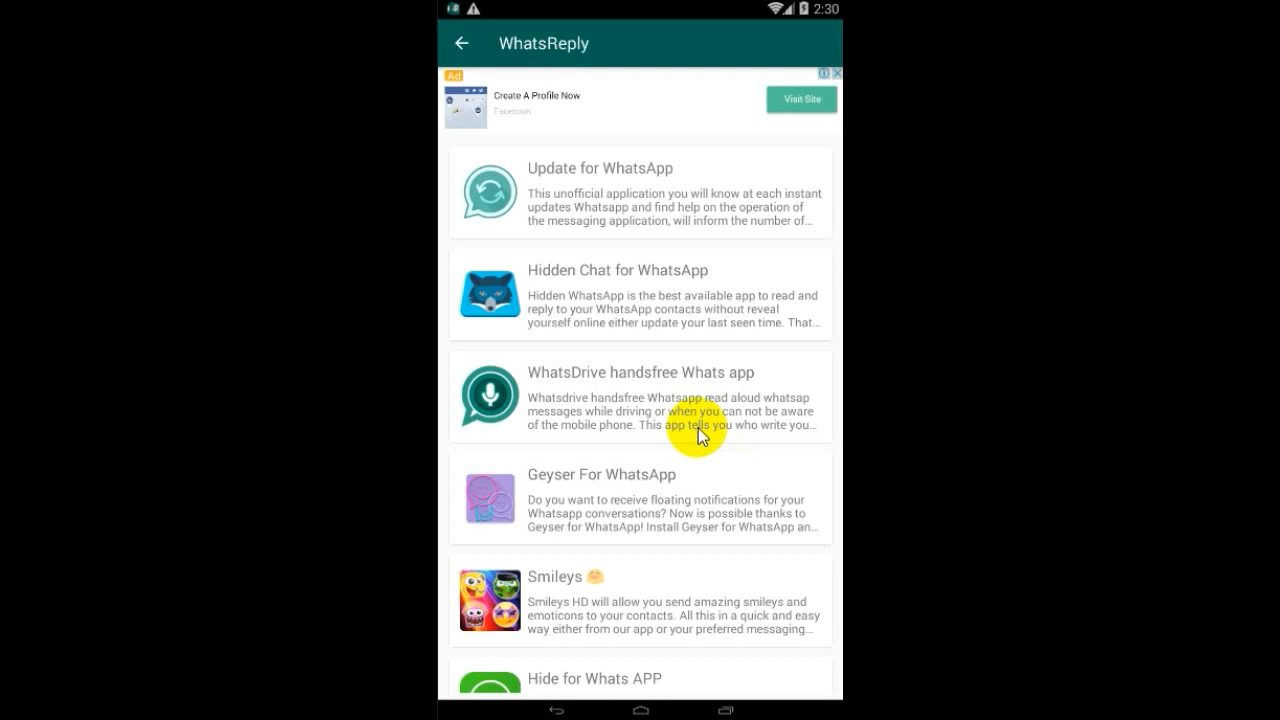 2:30
WhatsReply
Ad
Create A Profile Now
Facebook
Visit Site
Update for WhatsApp
This unofficial application you will know at each instant
updates Whatsapp and find help on the operation of
the messaging application, will inform the number of…
Hidden Chat for WhatsApp
Hidden WhatsApp is the best available app to read and
reply to your WhatsApp contacts without reveal
yourself online either update your last seen time. That…
WhatsDrive handsfree Whats app
Whatsdrive handsfree Whatsapp read aloud whatsap
messages while driving or when you can not be aware
of the mobile phone. This app tells you who write you…
Geyser For WhatsApp
Do you want to receive floating notifications for your
Whatsapp conversations? Now is possible thanks to
Geyser for WhatsApp! Install Geyser for WhatsApp an…
Smileys
Smileys HD will allow you send amazing smileys and
emoticons to your contacts. All this in a quick and easy
way either from our app or your preferred messaging…
Hide for Whats APP